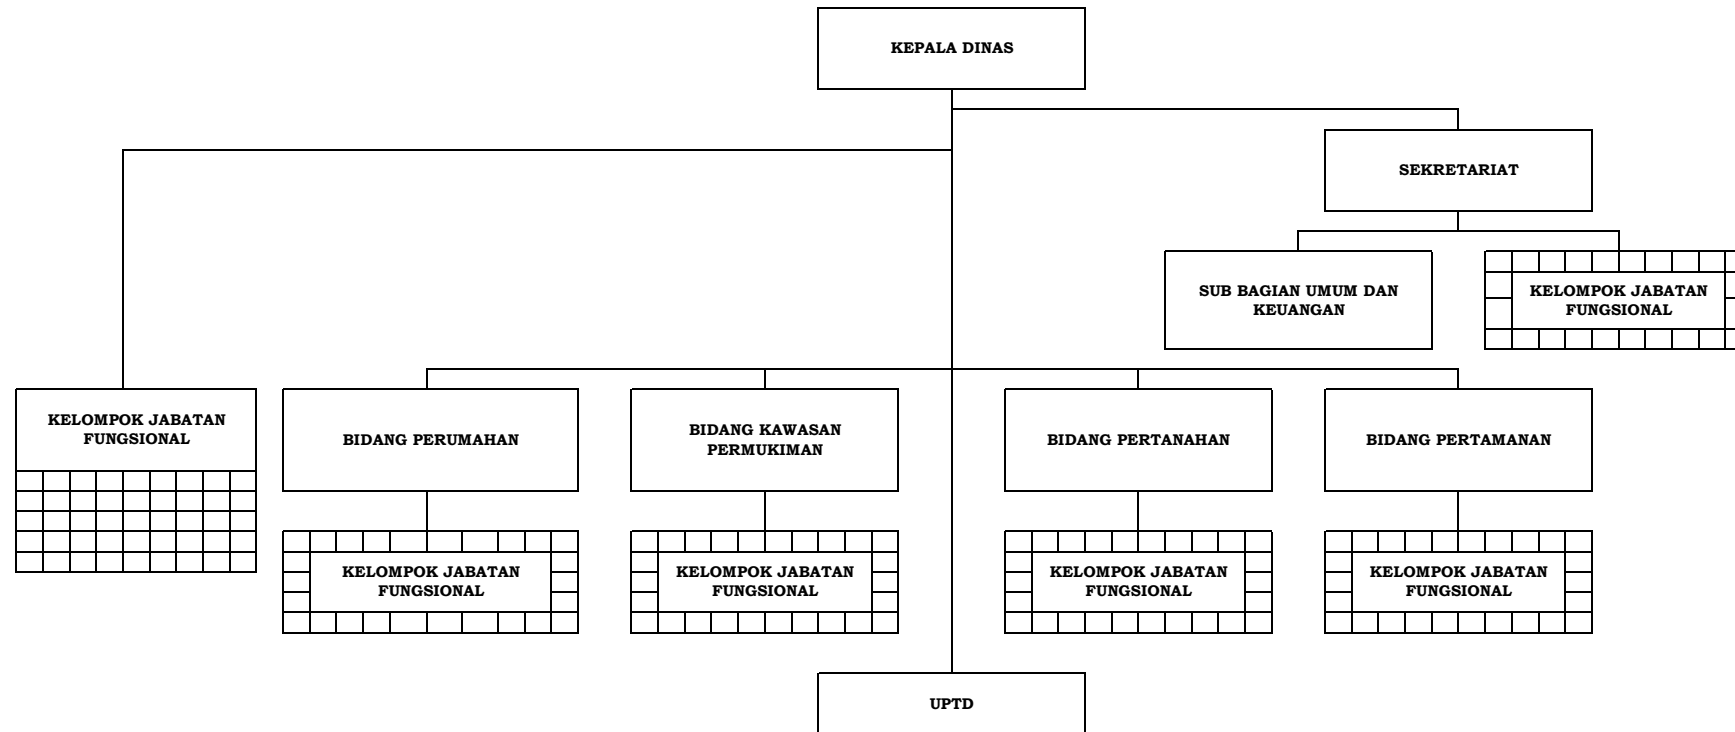 KEPALA DINAS
SEKRETARIAT
SUB BAGIAN UMUM DAN
KEUANGAN
KELOMPOK JABATAN
FUNGSIONAL
KELOMPOK JABATAN
FUNGSIONAL
BIDANG PERUMAHAN
BIDANG KAWASAN
PERMUKIMAN
BIDANG PERTANAHAN
BIDANG PERTAMANAN
KELOMPOK JABATAN
FUNGSIONAL
KELOMPOK JABATAN
FUNGSIONAL
KELOMPOK JABATAN
FUNGSIONAL
KELOMPOK JABATAN
FUNGSIONAL
UPTD